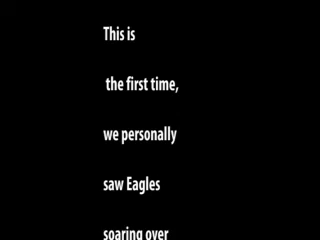 This is
the first time,
we personally
saw Eagles
soaring over